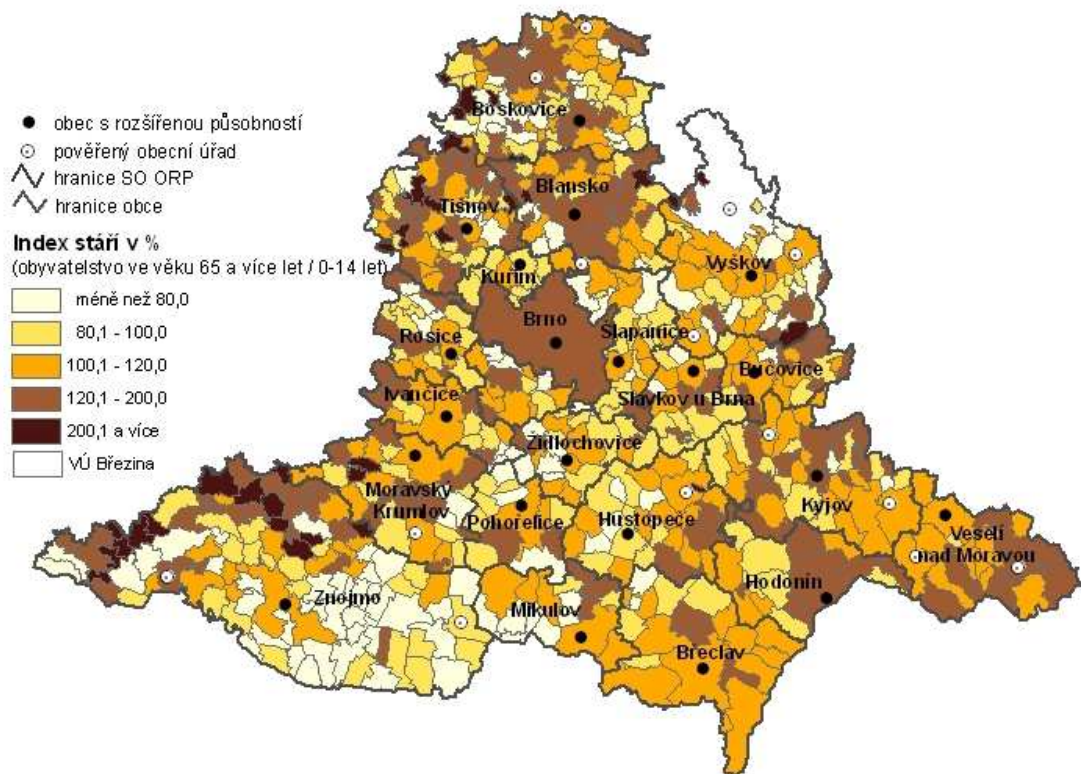 obec s rozšířenou působností
pověřený obecní úřad
hranice SO ORP
hranice obce
Index stáří v %
(obyvatelstvo ve věku 65 a více let / 0-14 let)
méně než 80,0
80,1 - 100,0
100,1 - 120,0
120,1 - 200,0
200,1 a více
VÚ Březina
Boskovice
Blansko
Tišnov
Kuřim
Vyškov
Brno
Rosice
Šlapanice
Bučovice
Ivančice
Slavkov u Brna
Židlochovice
Moravský
Krumlov
Pohořelice
Hustopeče
Kyjov
Veselí
nad Moravou
Hodonín
Znojmo
Mikulov
Břeclav